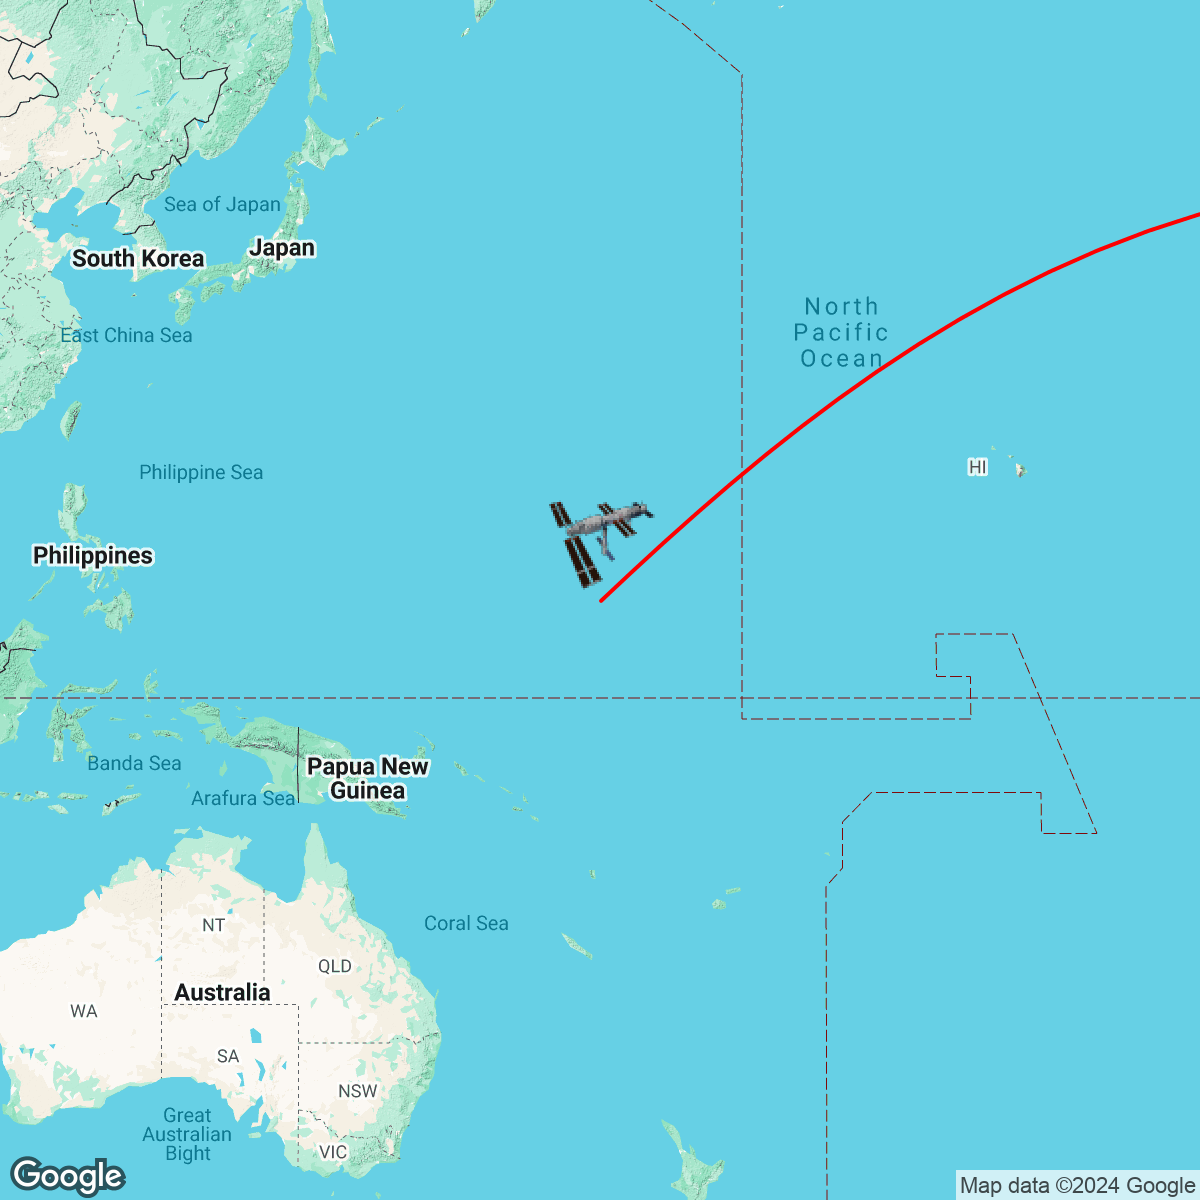 Sea of Japan
Japan
South Korea
North
Pacific
Ocean
East China Sea
HI
Philippine Sea
Philippines
Banda Sea
Papua New
Guinea
Arafura Sea
NT
Coral Sea
QLD
Australia
WA
SA
NSW
Great
Australian
Bight
VIC
Google
Map data ©2024 Google